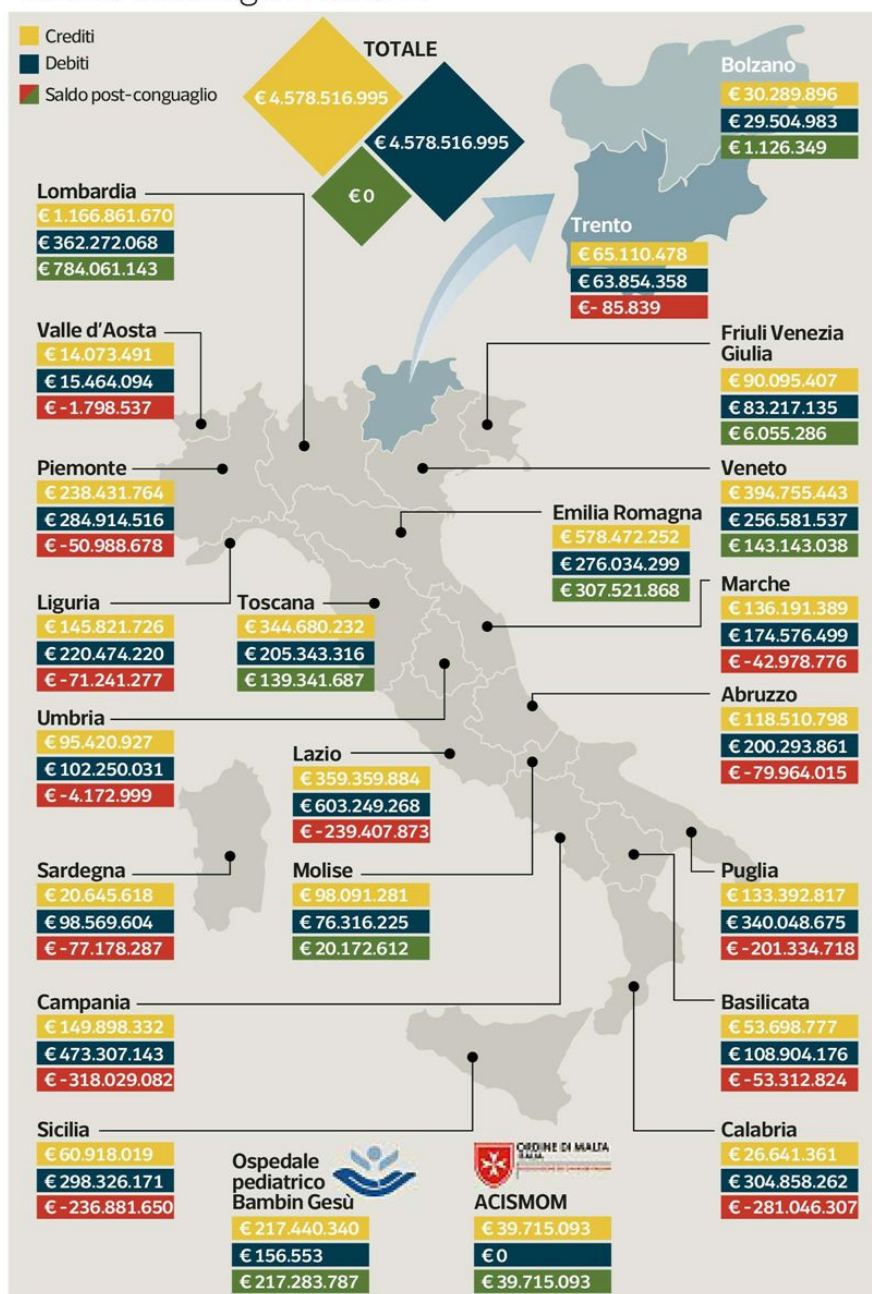 Crediti
Debiti
Saldo post-conguaglio
TOTALE
€ 4.578.516.995
€ 4.578.516.995
€ 0
Bolzano
€ 30.289.896
€ 29.504.983
€ 1.126.349
Trento
€ 65.110.478
€ 63.854.358
€- 85.839
Lombardia
€ 1.166.861.670
€ 362.272.068
€ 784.061.143
Valle d'Aosta
€ 14.073.491
€ 15.464.094
€ -1.798.537
Friuli Venezia
Giulia
€ 90.095.407
€ 83.217.135
€ 6.055.286
Piemonte
€ 238.431.764
€ 284.914.516
€ -50.988.678
Veneto
€ 394.755.443
€ 256.581.537
€ 143.143.038
Emilia Romagna
€ 578.472.252
€ 276.034.299
€ 307.521.868
Liguria
€ 145.821.726
€ 220.474.220
€ -71.241.277
Toscana
€ 344.680.232
€ 205.343.316
€ 139.341.687
Marche
€ 136.191.389
€ 174.576.499
€ -42.978.776
Umbria
€ 95.420.927
€ 102.250.031
€ -4.172.999
Lazio
€ 359.359.884
€ 603.249.268
€ -239.407.873
Abruzzo
€ 118.510.798
€ 200.293.861
€ -79.964.015
Sardegna
€ 20.645.618
€ 98.569.604
€ -77.178.287
Molise
€ 98.091.281
€ 76.316.225
€ 20.172.612
Puglia
€ 133.392.817
€ 340.048.675
€ -201.334.718
Campania
€ 149.898.332
€ 473.307.143
€ -318.029.082
Basilicata
€ 53.698.777
€ 108.904.176
€ -53.312.824
Sicilia
€ 60.918.019
€ 298.326.171
€ -236.881.650
Ospedale
pediatrico
Bambin Gesù
€ 217.440.340
€ 156.553
€ 217.283.787
ORDINE DI MALTA
ITALIA
ACISMOM
€ 39.715.093
€ 0
€ 39.715.093
Calabria
€ 26.641.361
€ 304.858.262
€ -281.046.307